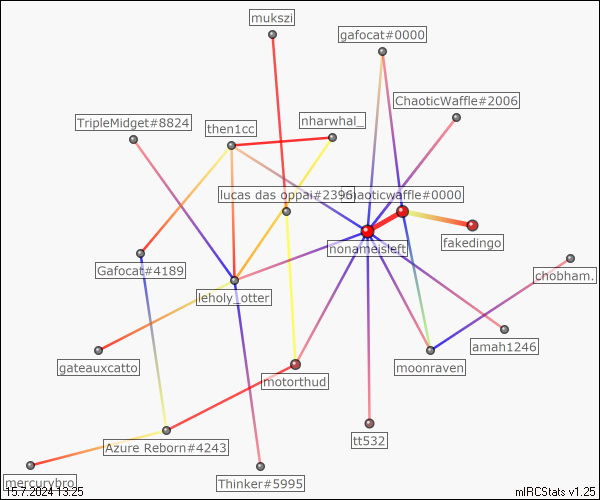 mukszi
gafocat#0000
ChaoticWaffle#2006
TripleMidget#8824
nharwhal_
then1cc
lucas das oppai#2396
chaoticwaffle#0000
fakedingo
nonameisleft
Gafocat#4189
chobham.
leholy_otter
amah1246
gateauxcatto
moonraven
motorthud
tt532
Azure Reborn#4243
mercurybro
Thinker#5995
15.7.2024 13.25
mIRCStats v1.25